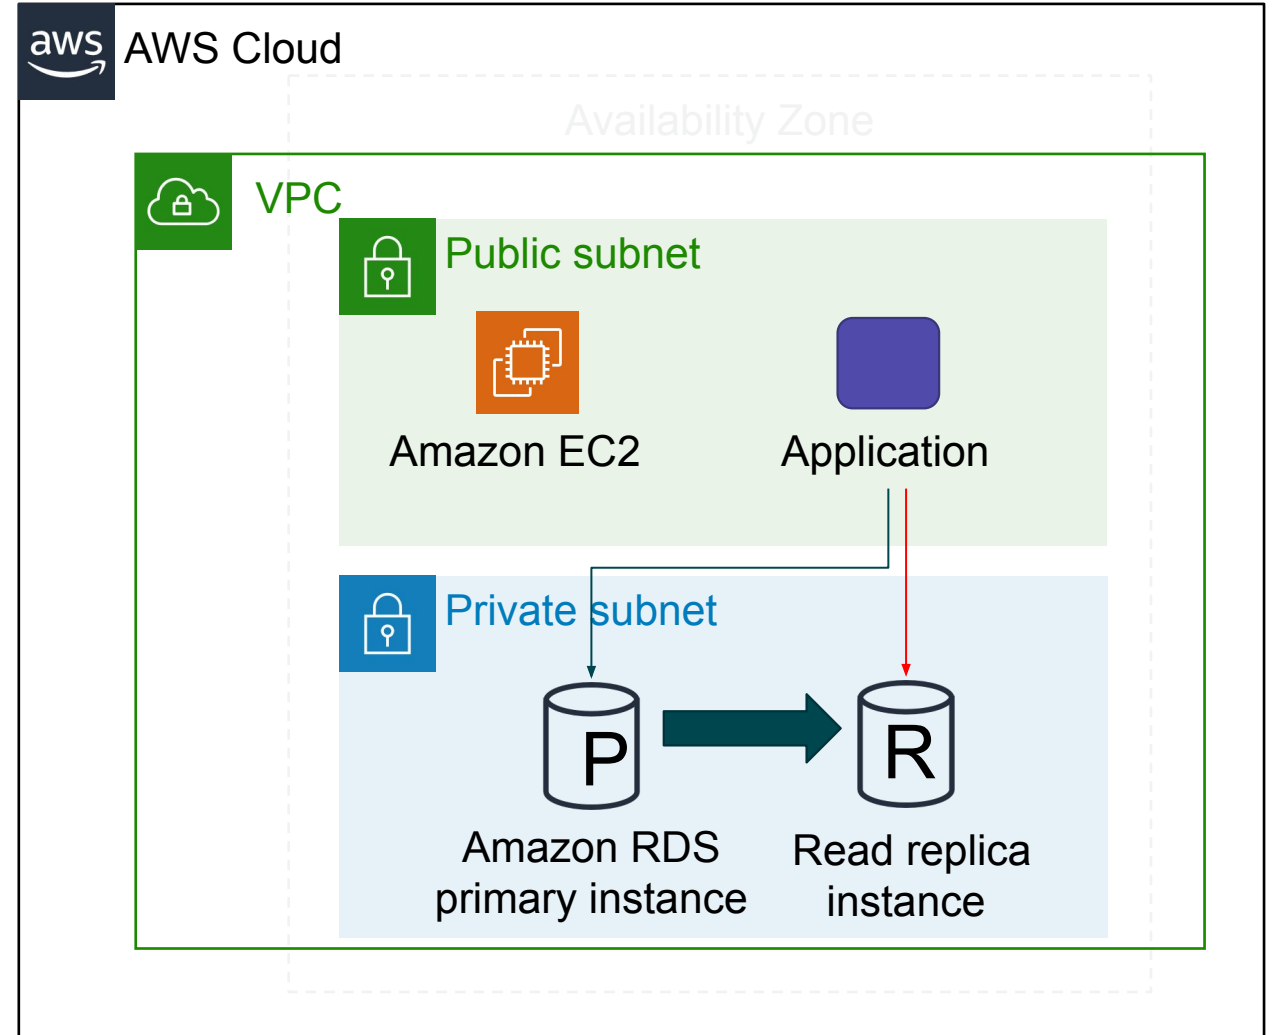 aws
AWS Cloud
Availability Zone
VPC
Public subnet
Amazon EC2
Application
Private subnet
P
R
Amazon RDS
primary instance
Read replica
instance